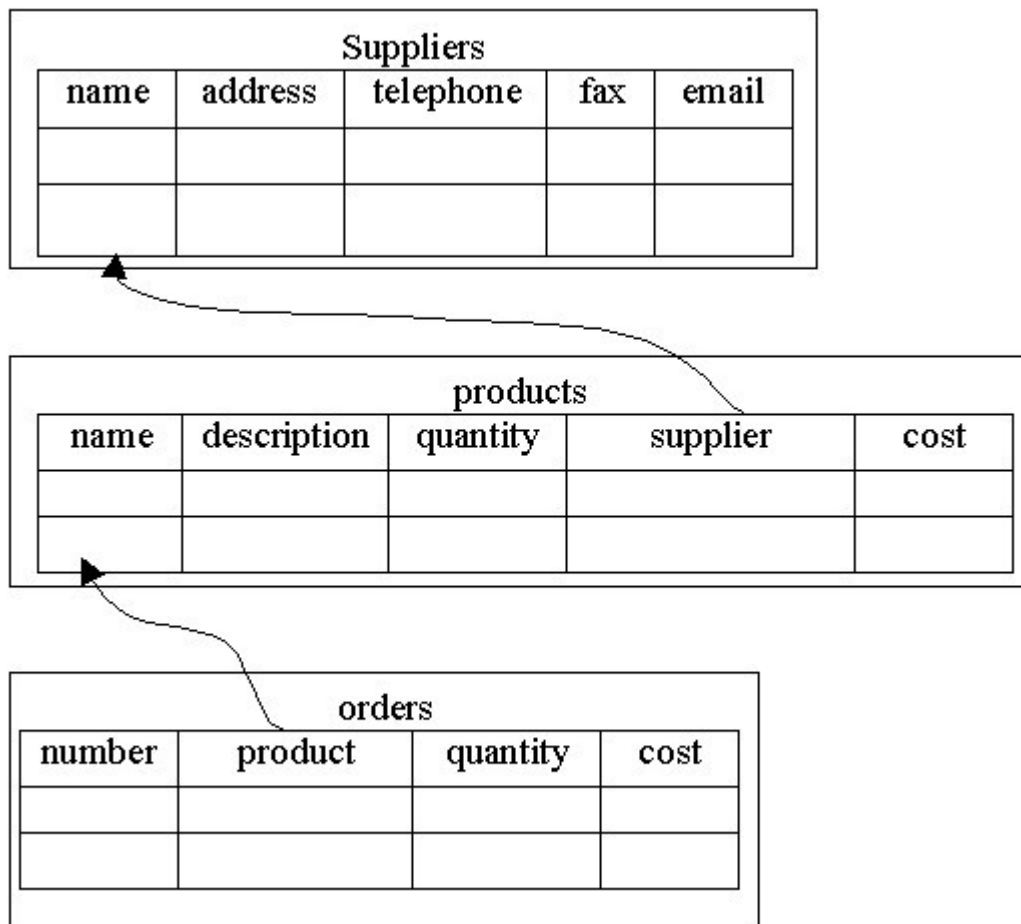 Suppliers
name address telephone fax email
products
name description quantity supplier cost
orders
number product quantity cost